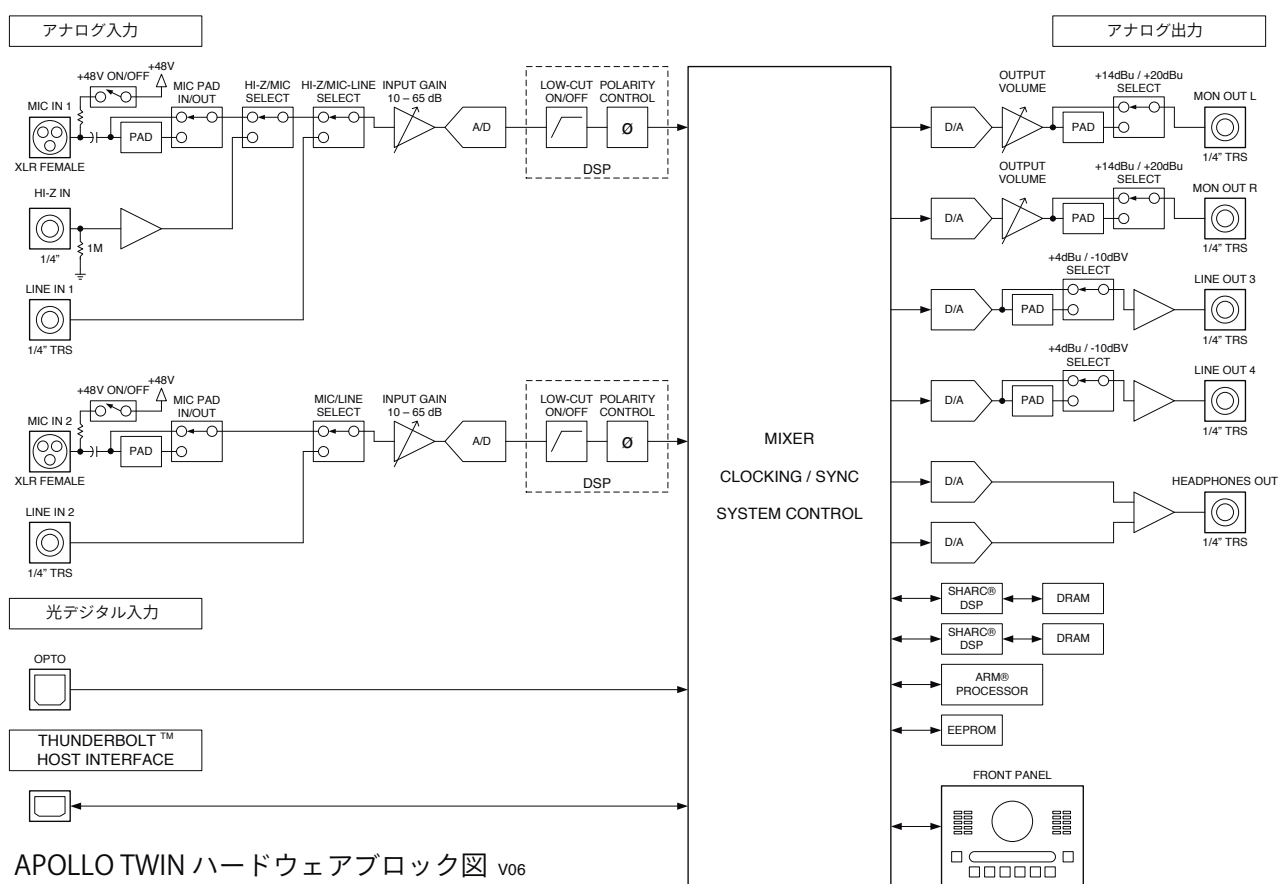 アナログ入力
アナログ出力
+48V ON/OFF
+48V
MIC PAD
IN/OUT
HI-Z/MIC
SELECT
HI-Z/MIC-LINE
SELECT
INPUT GAIN
10 – 65 dB
LOW-CUT
ON/OFF
POLARITY
CONTROL
MIC IN 1
PAD
A/D
ø
XLR FEMALE
DSP
HI-Z IN
1M
1/4”
LINE IN 1
1/4” TRS
+48V ON/OFF
+48V
MIC PAD
IN/OUT
MIC/LINE
SELECT
INPUT GAIN
10 – 65 dB
LOW-CUT
ON/OFF
POLARITY
CONTROL
MIC IN 2
PAD
A/D
ø
XLR FEMALE
DSP
LINE IN 2
1/4” TRS
光デジタル入力
OPTO
THUNDERBOLT ™
HOST INTERFACE
MIXER
CLOCKING / SYNC
SYSTEM CONTROL
OUTPUT
VOLUME
+14dBu / +20dBu
SELECT
MON OUT L
D/A
PAD
1/4” TRS
OUTPUT
VOLUME
+14dBu / +20dBu
SELECT
MON OUT R
D/A
PAD
1/4” TRS
+4dBu / -10dBV
SELECT
LINE OUT 3
D/A
PAD
1/4” TRS
+4dBu / -10dBV
SELECT
LINE OUT 4
D/A
PAD
1/4” TRS
D/A
HEADPHONES OUT
D/A
1/4” TRS
SHARC®
DSP
DRAM
SHARC®
DSP
DRAM
ARM®
PROCESSOR
EEPROM
FRONT PANEL
APOLLO TWIN ハードウェアブロック図 V06